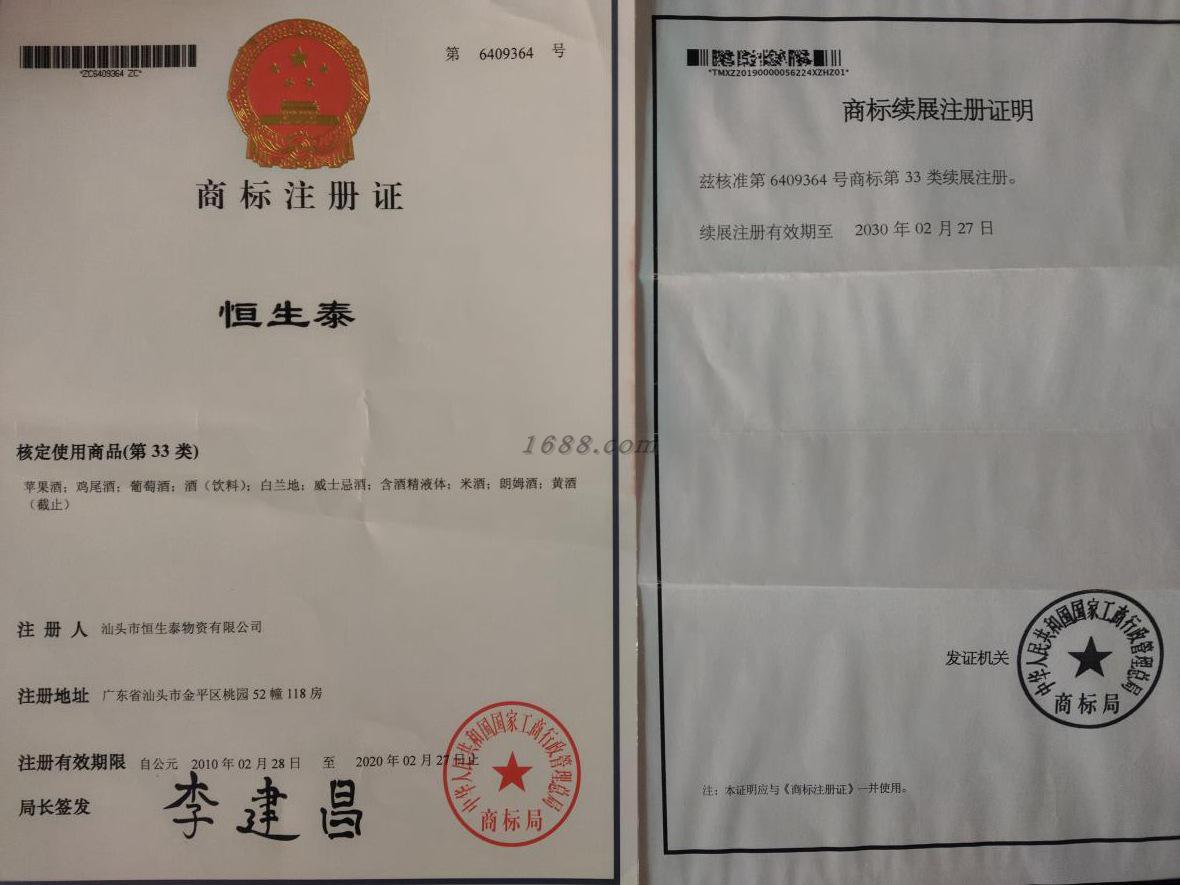 *ZC6409364 ZC*
第 6409364 号
商标注册证
恒生泰
核定使用商品(第 33 类)
苹果酒；鸡尾酒；葡萄酒；酒（饮料）；白兰地；威士忌酒；含酒精液体；米酒；朗姆酒；黄酒
（截止）
注 册 人 汕头市恒生泰物资有限公司
注册地址 广东省汕头市金平区桃园 52 幢 118 房
注册有效期限 自公元 2010 年 02 月 28 日 至 2020 年 02 月 27 日止
局长签发 李建昌
中华人民共和国国家工商行政管理总局
商标局
1688.com
*TMXZ20190000056224XZHZ01*
商标续展注册证明
兹核准第 6409364 号商标第 33 类续展注册。
续展注册有效期至 2030 年 02 月 27 日
发证机关
中华人民共和国国家工商行政管理总局
商标局
注：本证明应与《商标注册证》一并使用。